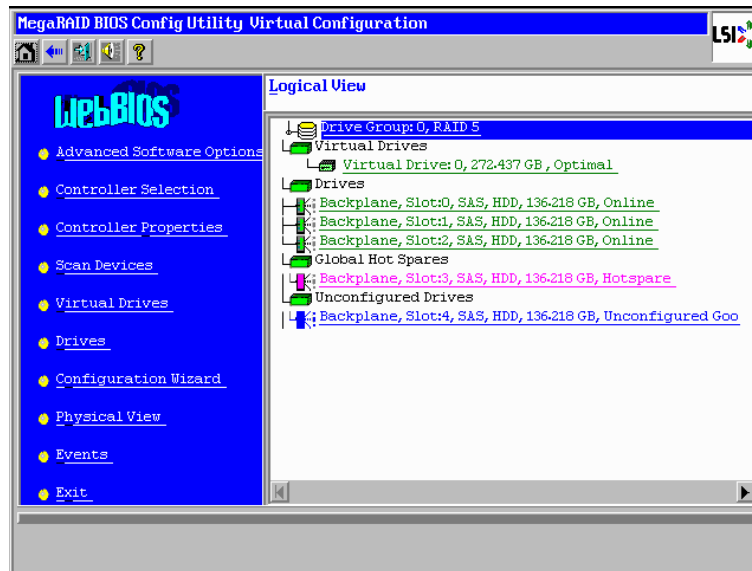 MegaRAID BIOS Config Utility Virtual Configuration
LSI
?
WebBIOS
Logical View
Advanced Software Options
Controller Selection
Controller Properties
Scan Devices
Virtual Drives
Drives
Configuration Wizard
Physical View
Events
Exit
Drive Group: 0, RAID 5
Virtual Drives
Virtual Drive: 0, 272.437 GB, Optimal
Drives
Backplane, Slot:0, SAS, HDD, 136.218 GB, Online
Backplane, Slot:1, SAS, HDD, 136.218 GB, Online
Backplane, Slot:2, SAS, HDD, 136.218 GB, Online
Global Hot Spares
Backplane, Slot:3, SAS, HDD, 136.218 GB, Hotspare
Unconfigured Drives
Backplane, Slot:4, SAS, HDD, 136.218 GB, Unconfigured Goo